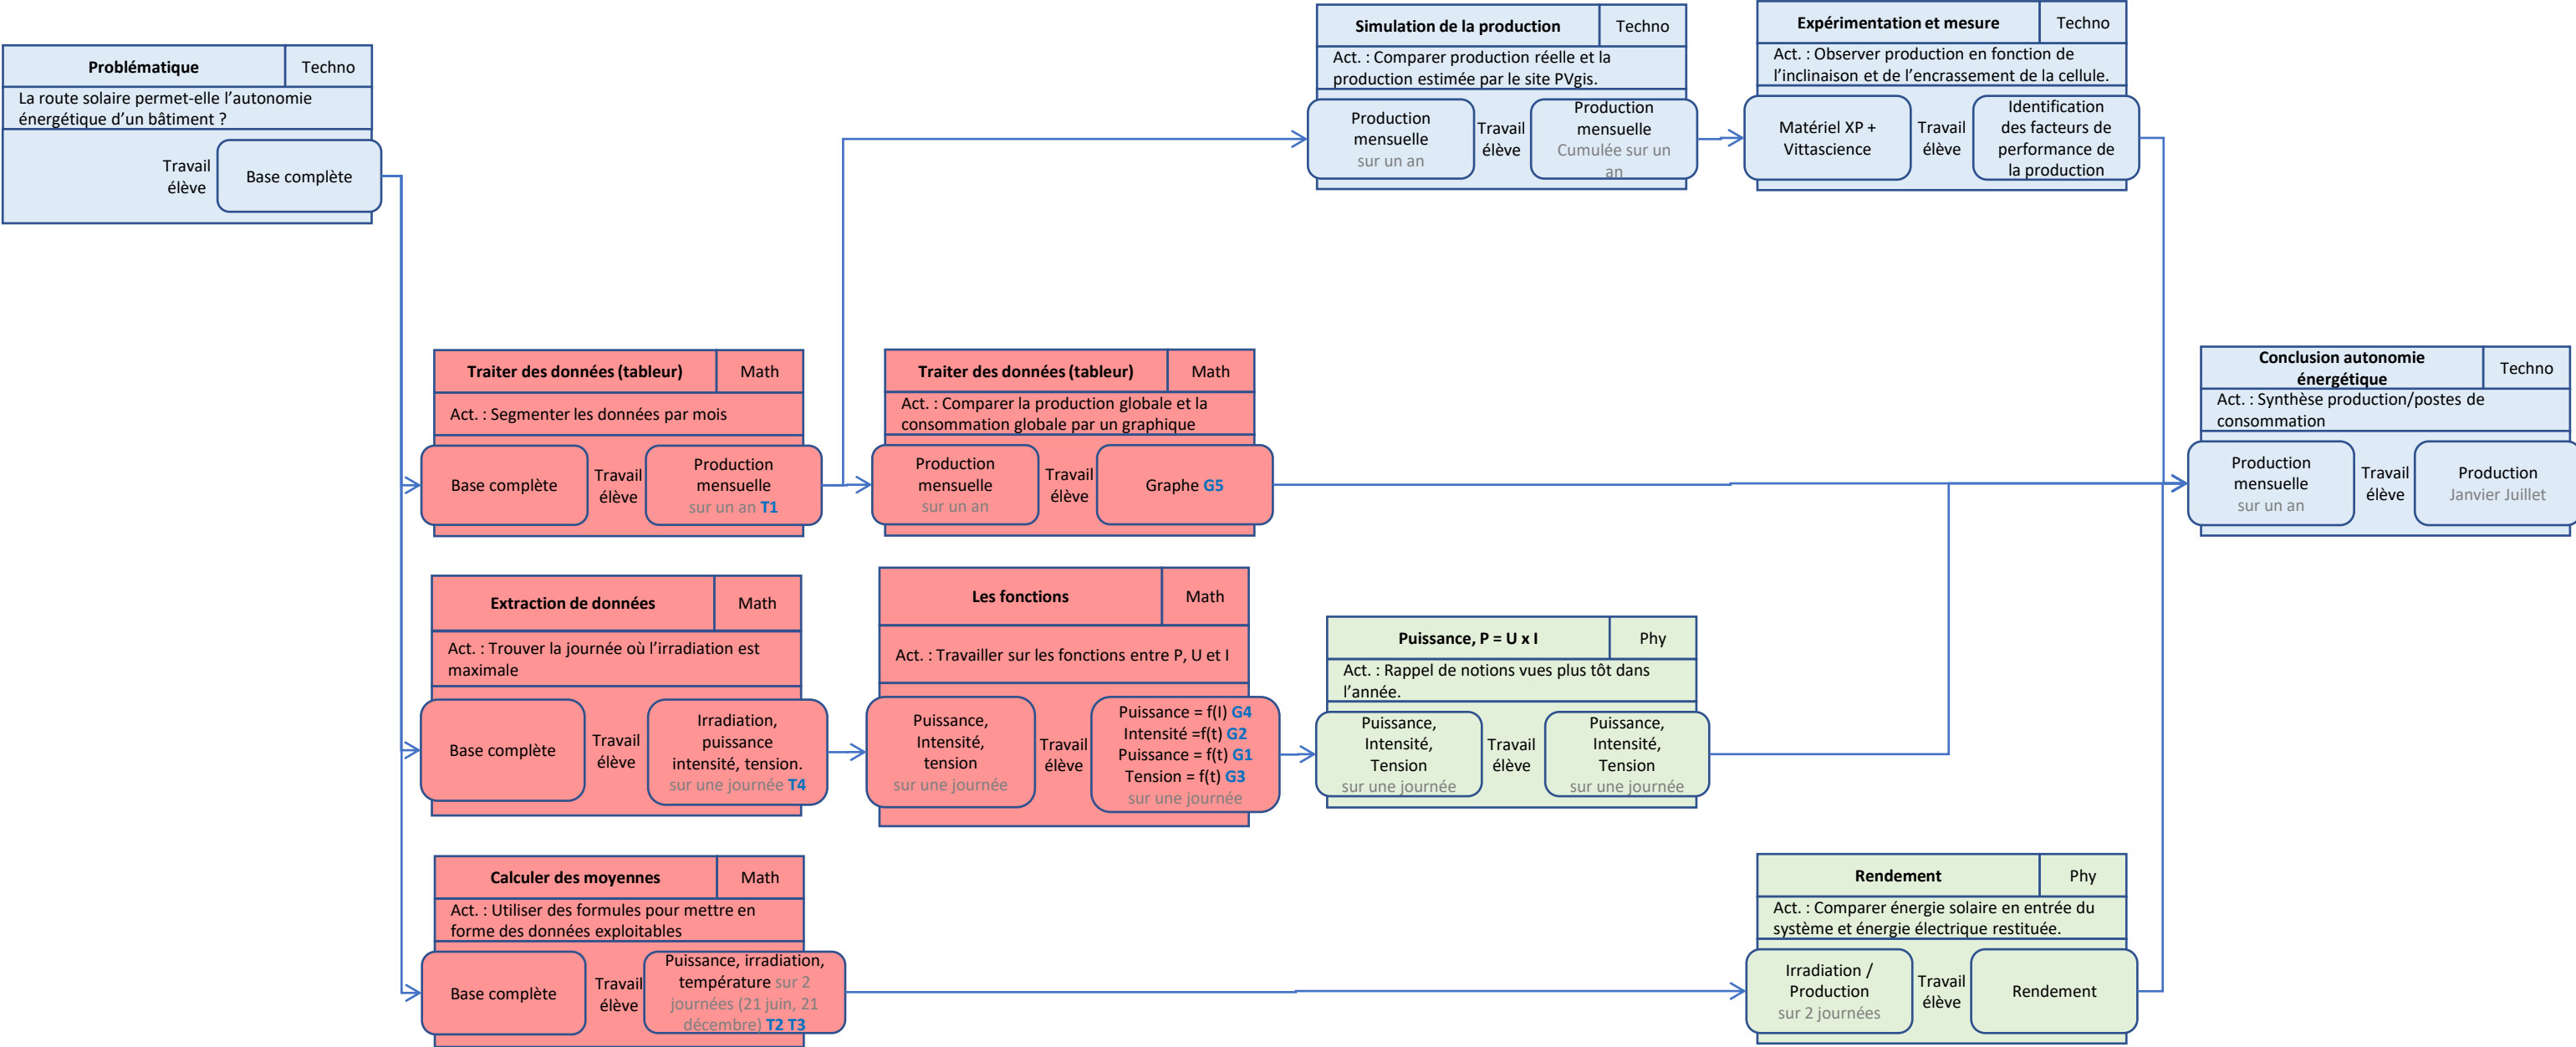 Problématique
Techno
La route solaire permet-elle l’autonomie
énergétique d’un bâtiment ?
Travail
élève
Base complète
Simulation de la production
Techno
Act. : Comparer production réelle et la
production estimée par le site PVgis.
Production
mensuelle
sur un an
Travail
élève
Production
mensuelle
Cumulée sur un
an
Expérimentation et mesure
Techno
Act. : Observer production en fonction de
l’inclinaison et de l’encrassement de la cellule.
Matériel XP +
Vittascience
Travail
élève
Identification
des facteurs de
performance de
la production
Traiter des données (tableur)
Math
Act. : Segmenter les données par mois
Base complète
Travail
élève
Production
mensuelle
sur un an T1
Traiter des données (tableur)
Math
Act. : Comparer la production globale et la
consommation globale par un graphique
Production
mensuelle
sur un an
Travail
élève
Graphe G5
Conclusion autonomie
énergétique
Techno
Act. : Synthèse production/postes de
consommation
Production
mensuelle
sur un an
Travail
élève
Production
Janvier Juillet
Extraction de données
Math
Act. : Trouver la journée où l’irradiation est
maximale
Base complète
Travail
élève
Irradiation,
puissance
intensité, tension.
sur une journée T4
Les fonctions
Math
Act. : Travailler sur les fonctions entre P, U et I
Puissance,
Intensité,
tension
sur une journée
Travail
élève
Puissance = f(I) G4
Intensité =f(t) G2
Puissance = f(t) G1
Tension = f(t) G3
sur une journée
Puissance, P = U x I
Phy
Act. : Rappel de notions vues plus tôt dans
l’année.
Puissance,
Intensité,
Tension
sur une journée
Travail
élève
Puissance,
Intensité,
Tension
sur une journée
Calculer des moyennes
Math
Act. : Utiliser des formules pour mettre en
forme des données exploitables
Base complète
Travail
élève
Puissance, irradiation,
température sur 2
journées (21 juin, 21
décembre) T2 T3
Rendement
Phy
Act. : Comparer énergie solaire en entrée du
système et énergie électrique restituée.
Irradiation /
Production
sur 2 journées
Travail
élève
Rendement